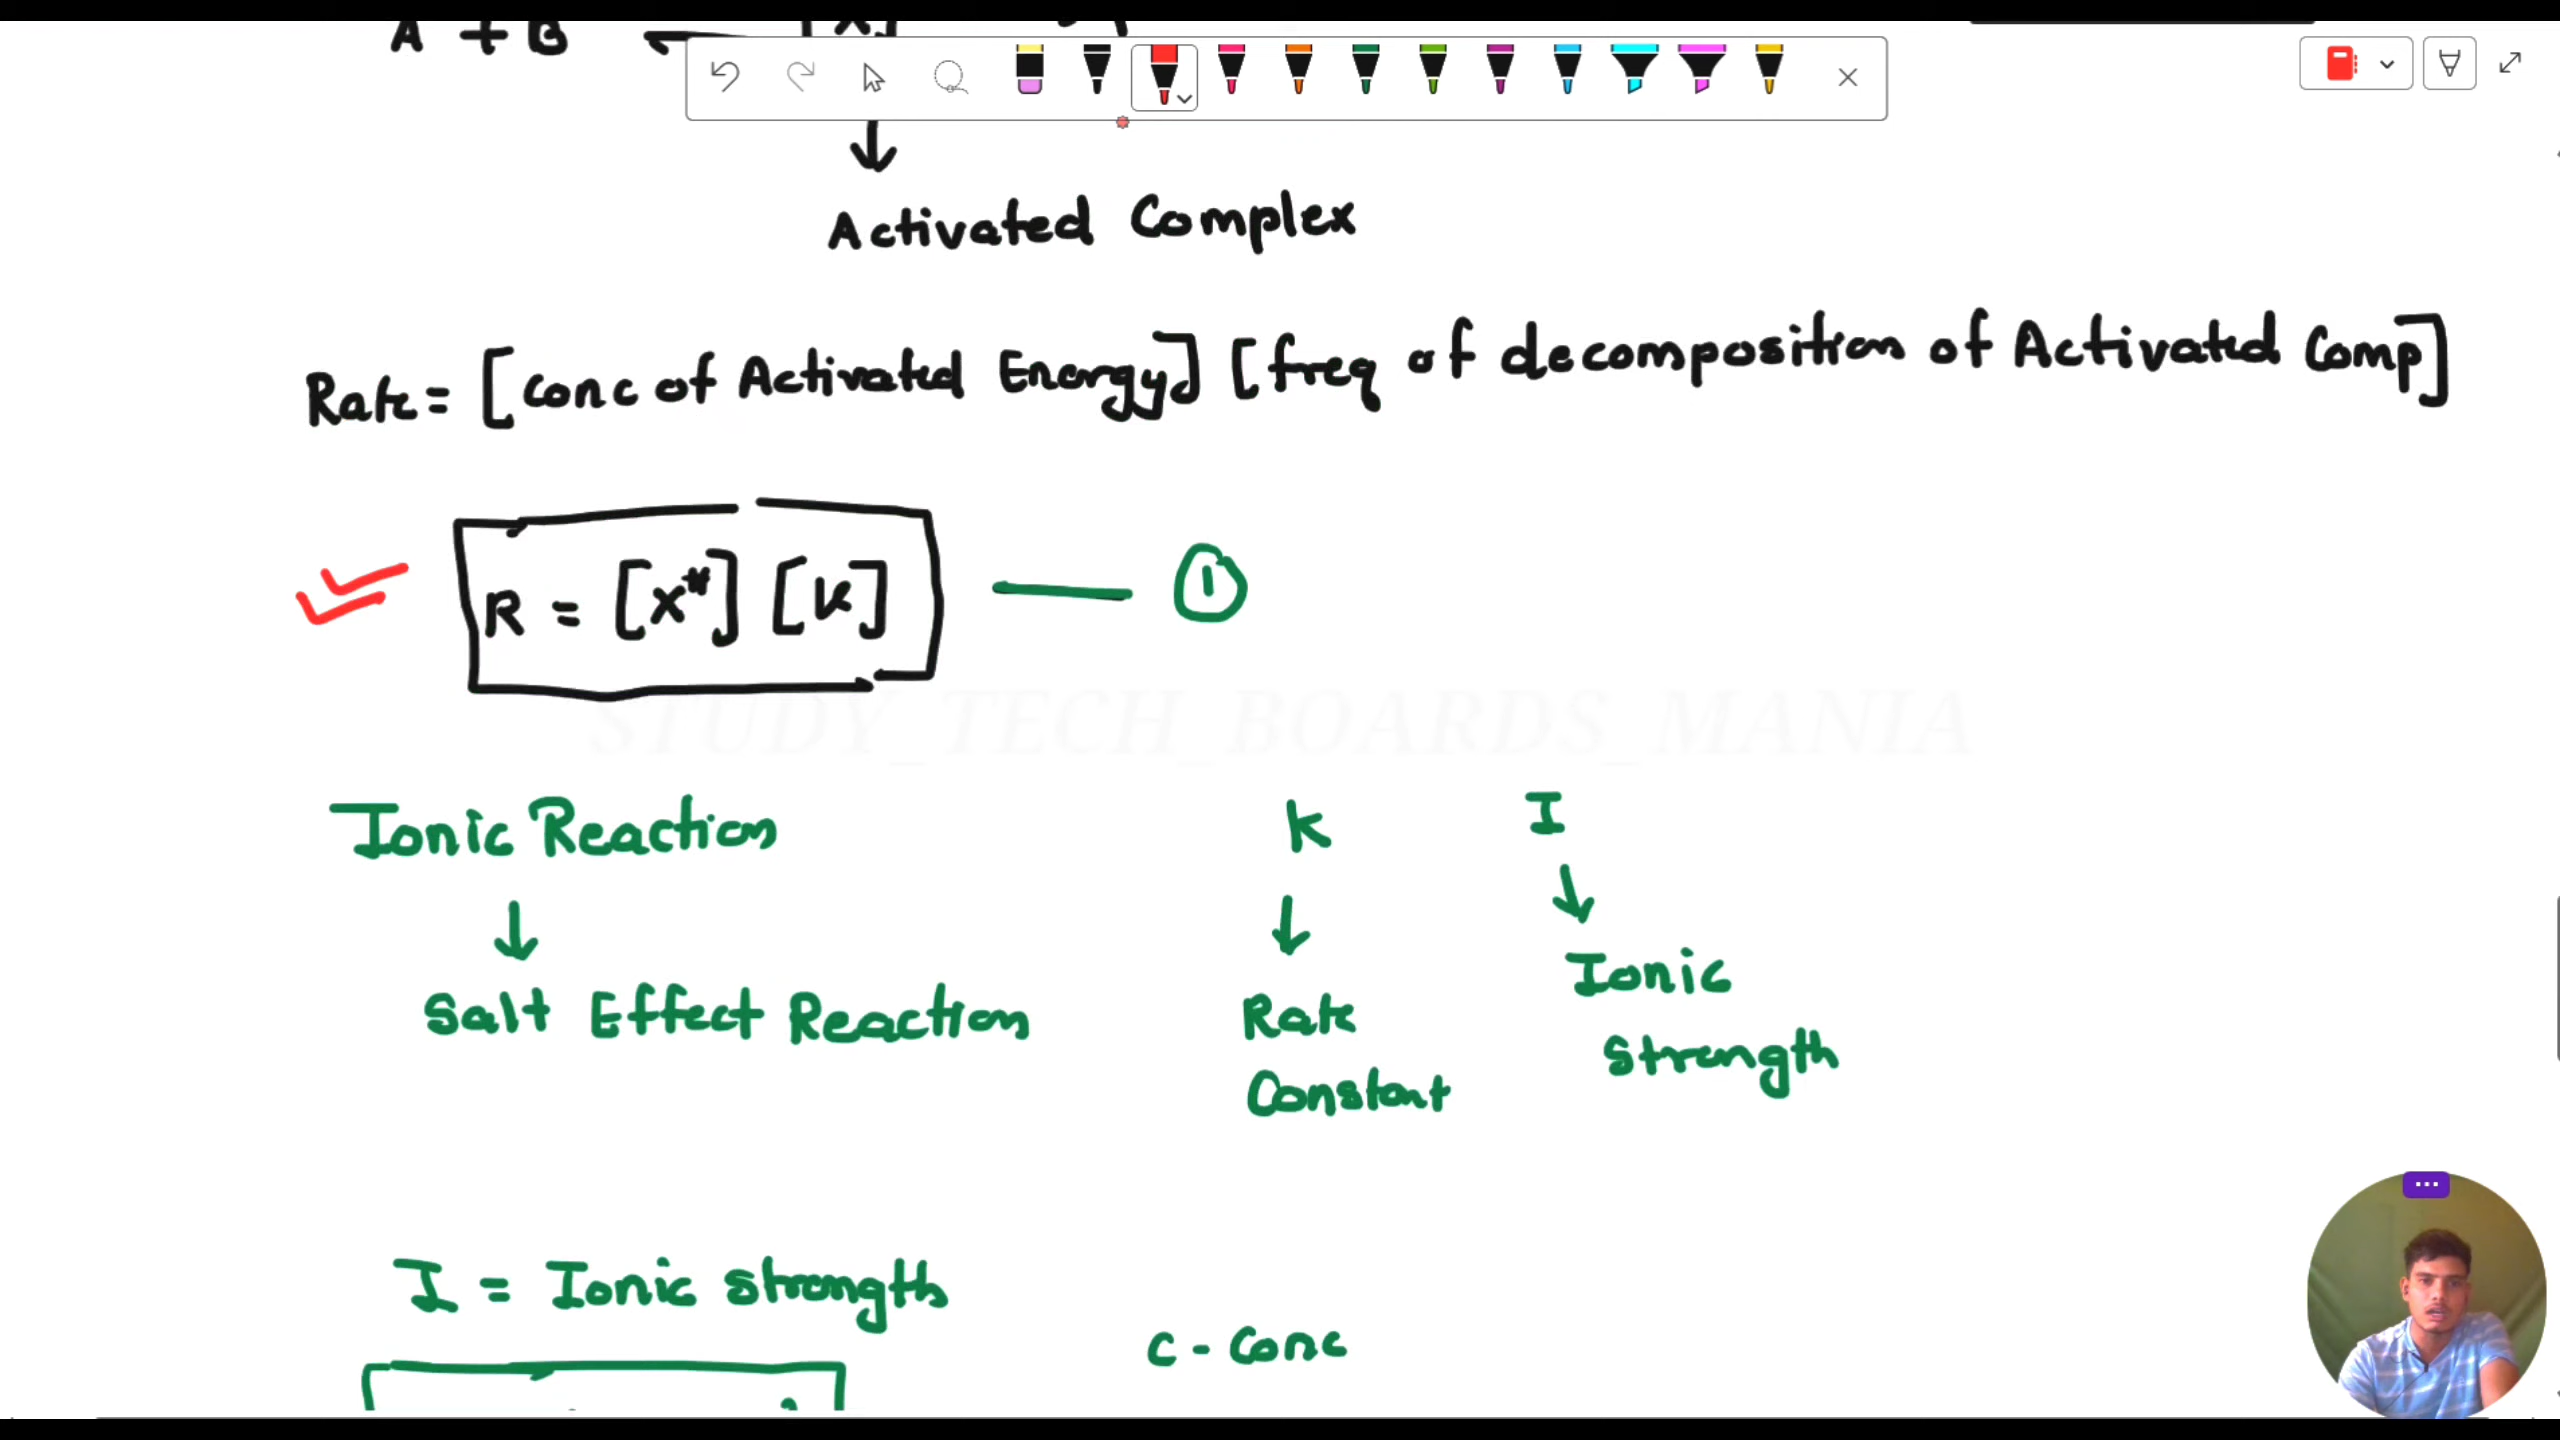 A + B
Activated Complex
Rate = [conc of Activated Energy] [freq of decomposition of Activated Comp]
R = [X*] [K] — ①
STUDY_TECH_BOARDS_MANIA
Ionic Reaction K I
↓ ↓ ↓
Salt Effect Reaction Rate Constant Ionic Strength
I = Ionic strength
C - Conc